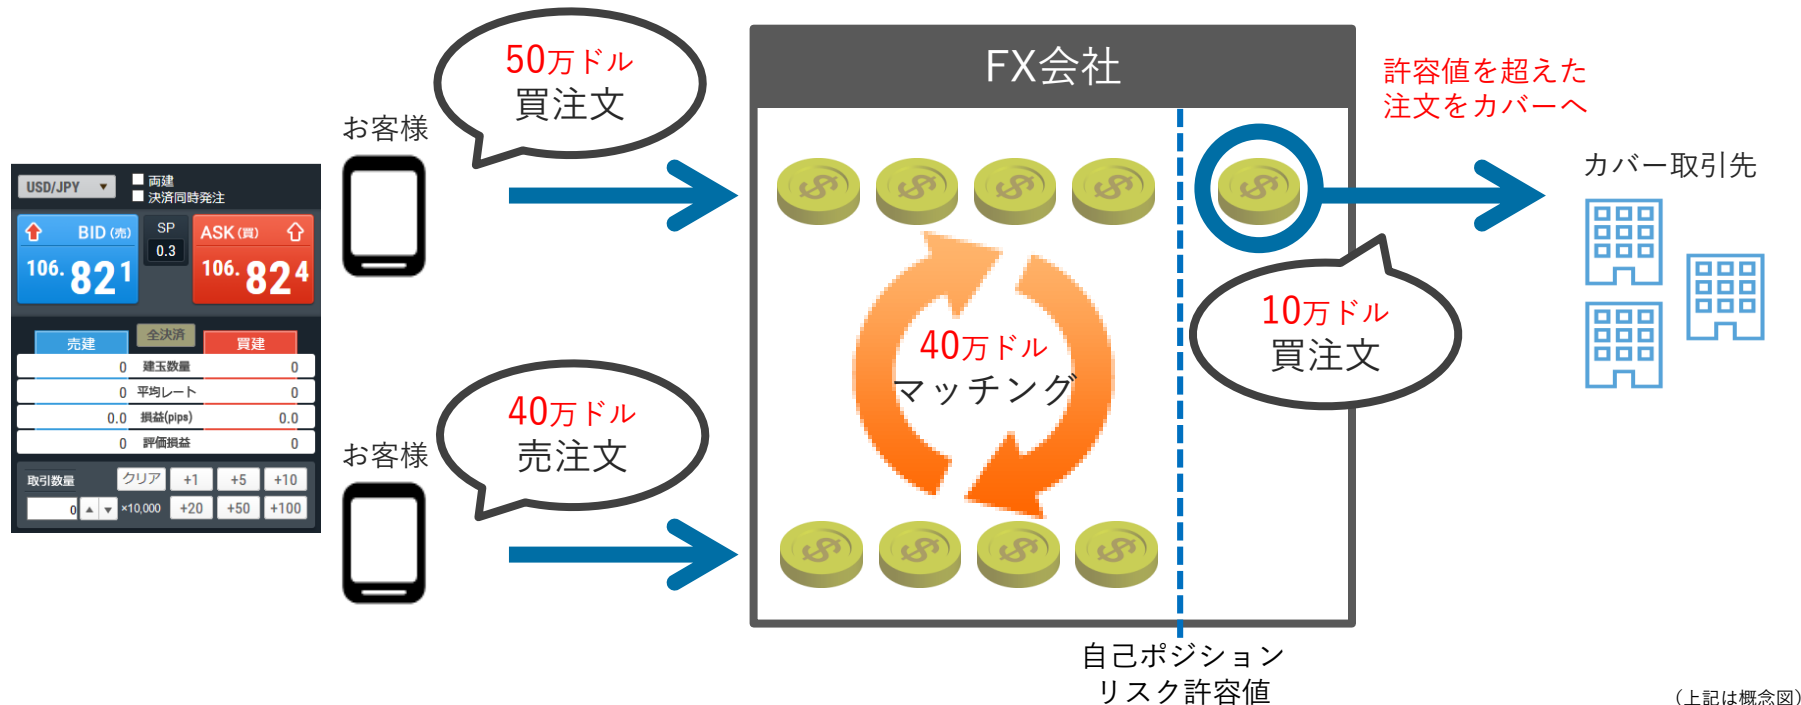 50万ドル
買注文
お客様
FX会社
許容値を超えた
注文をカバーへ
カバー取引先
USD/JPY
両建
決済同時発注
BID (売)
SP
ASK (買)
0.3
106. 82 1
106. 82 4
全決済
売建
買建
0 建玉数量 0
0 平均レート 0
0.0 損益(pips) 0.0
0 評価損益 0
取引数量
クリア +1 +5 +10
0 ×10,000 +20 +50 +100
40万ドル
売注文
お客様
40万ドル
マッチング
10万ドル
買注文
自己ポジション
リスク許容値
（上記は概念図）